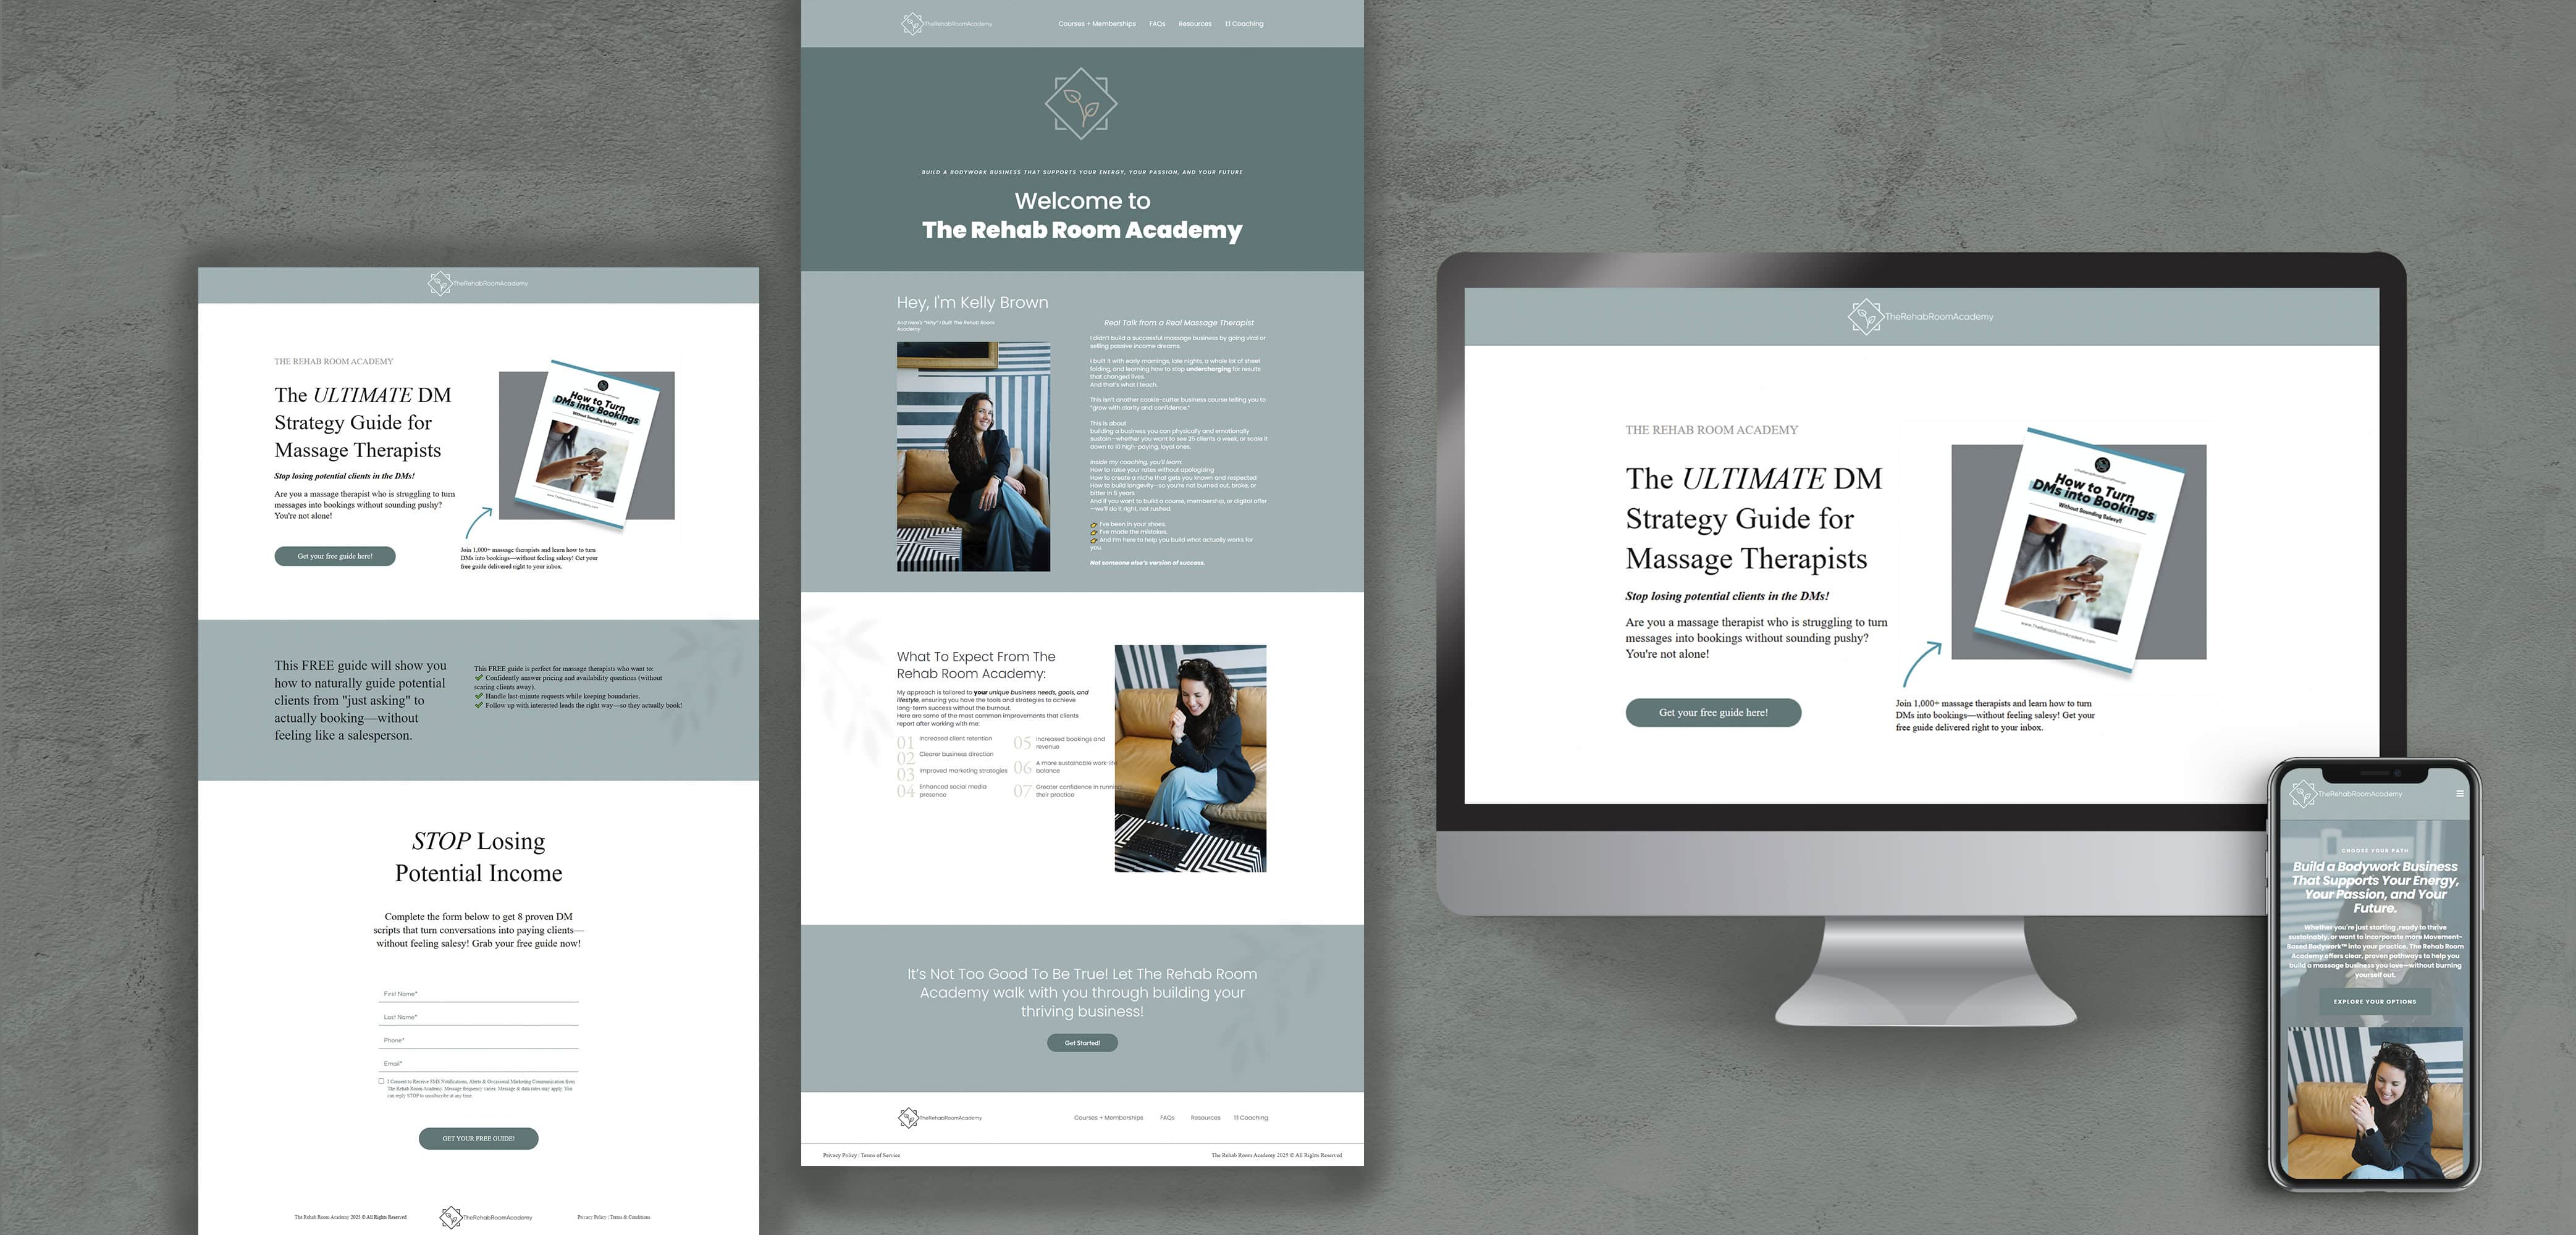 TheRehabRoomAcademy
THE REHAB ROOM ACADEMY
The ULTIMATE DM
Strategy Guide for
Massage Therapists
Stop losing potential clients in the DMs!
Are you a massage therapist who is struggling to turn
messages into bookings without sounding pushy?
You're not alone!
Get your free guide here!
How to Turn
DMs into Bookings
Without Sounding Salesy!
www.TheRehabRoomAcademy.com
Join 1,000+ massage therapists and learn how to turn
DMs into bookings—without feeling salesy! Get your
free guide delivered right to your inbox.
This FREE guide will show you
how to naturally guide potential
clients from "just asking" to
actually booking—without
feeling like a salesperson.
This FREE guide is perfect for massage therapists who want to:
✔ Confidently answer pricing and availability questions (without
scaring clients away).
✔ Handle last-minute requests while keeping boundaries.
✔ Follow up with interested leads the right way—so they actually book!
STOP Losing
Potential Income
Complete the form below to get 8 proven DM
scripts that turn conversations into paying clients—
without feeling salesy! Grab your free guide now!
First Name*
Last Name*
Phone*
Email*
I Consent to Receive SMS Notifications, Alerts & Occasional Marketing Communication from
The Rehab Room Academy. Message frequency varies. Message & data rates may apply. You
can reply STOP to unsubscribe at any time.
GET YOUR FREE GUIDE!
The Rehab Room Academy 2025 © All Rights Reserved
TheRehabRoomAcademy
Privacy Policy | Terms & Conditions
TheRehabRoomAcademy
Courses + Memberships FAQs Resources 1:1 Coaching
BUILD A BODYWORK BUSINESS THAT SUPPORTS YOUR ENERGY, YOUR PASSION, AND YOUR FUTURE
Welcome to
The Rehab Room Academy
Hey, I'm Kelly Brown
And Here's "Why" I Built The Rehab Room
Academy
Real Talk from a Real Massage Therapist
I didn't build a successful massage business by going viral or
selling passive income dreams.
I built it with early mornings, late nights, a whole lot of sheet
folding, and learning how to stop undercharging for results
that changed lives.
And that's what I teach.
This isn't another cookie-cutter business course telling you to
"grow with clarity and confidence."
This is about
building a business you can physically and emotionally
sustain—whether you want to see 25 clients a week, or scale it
down to 10 high-paying, loyal ones.
Inside my coaching, you'll learn:
How to raise your rates without apologizing
How to create a niche that gets you known and respected
How to build longevity—so you're not burned out, broke, or
bitter in 5 years
And if you want to build a course, membership, or digital offer
—we'll do it right, not rushed.
👉 I've been in your shoes.
👉 I've made the mistakes.
👉 And I'm here to help you build what actually works for
you.
Not someone else's version of success.
What To Expect From The
Rehab Room Academy:
My approach is tailored to your unique business needs, goals, and
lifestyle, ensuring you have the tools and strategies to achieve
long-term success without the burnout.
Here are some of the most common improvements that clients
report after working with me:
01 Increased client retention
02 Clearer business direction
03 Improved marketing strategies
04 Enhanced social media
presence
05 Increased bookings and
revenue
06 A more sustainable work-life
balance
07 Greater confidence in running
their practice
It's Not Too Good To Be True! Let The Rehab Room
Academy walk with you through building your
thriving business!
Get Started!
TheRehabRoomAcademy
Courses + Memberships FAQs Resources 1:1 Coaching
Privacy Policy | Terms of Service
The Rehab Room Academy 2025 © All Rights Reserved
TheRehabRoomAcademy
THE REHAB ROOM ACADEMY
The ULTIMATE DM
Strategy Guide for
Massage Therapists
Stop losing potential clients in the DMs!
Are you a massage therapist who is struggling to turn
messages into bookings without sounding pushy?
You're not alone!
Get your free guide here!
How to Turn
DMs into Bookings
Without Sounding Salesy!
www.TheRehabRoomAcademy.com
Join 1,000+ massage therapists and learn how to turn
DMs into bookings—without feeling salesy! Get your
free guide delivered right to your inbox.
TheRehabRoomAcademy
CHOOSE YOUR PATH
Build a Bodywork Business
That Supports Your Energy,
Your Passion, and Your
Future.
Whether you're just starting ,ready to thrive
sustainably, or want to incorporate more Movement-
Based Bodywork™ into your practice, The Rehab Room
Academy offers clear, proven pathways to help you
build a massage business you love—without burning
yourself out.
EXPLORE YOUR OPTIONS